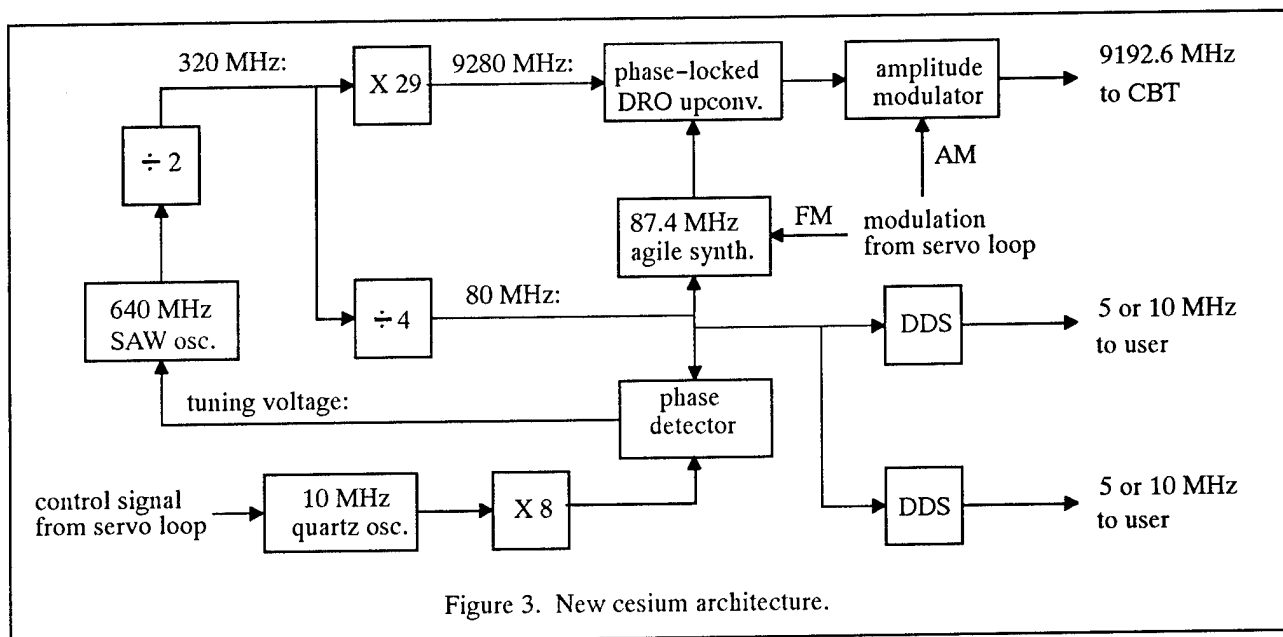 320 MHz:
X 29
9280 MHz:
phase-locked
DRO upconv.
amplitude
modulator
9192.6 MHz
to CBT
÷ 2
AM
87.4 MHz
agile synth.
FM
modulation
from servo loop
640 MHz
SAW osc.
÷ 4
80 MHz:
DDS
5 or 10 MHz
to user
tuning voltage:
phase
detector
control signal
from servo loop
10 MHz
quartz osc.
X 8
DDS
5 or 10 MHz
to user
Figure 3. New cesium architecture.